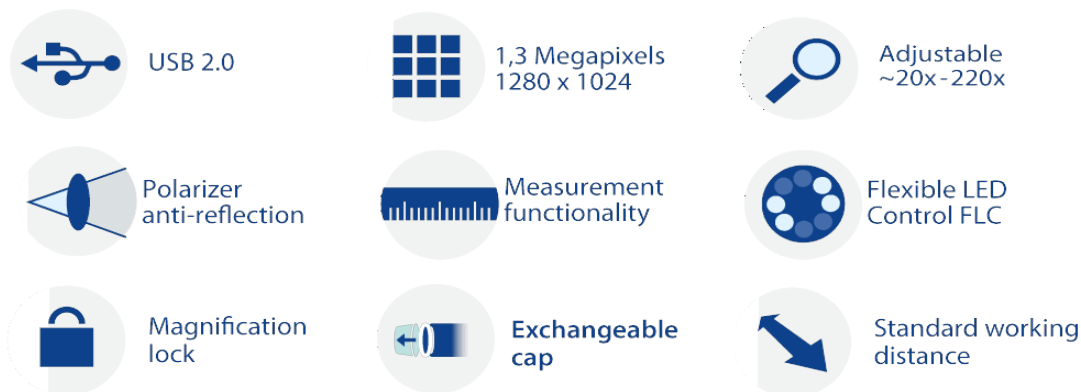 USB 2.0
1,3 Megapixels
1280 x 1024
Adjustable
~20x-220x
Polarizer
anti-reflection
Measurement
functionality
Flexible LED
Control FLC
Magnification
lock
Exchangeable
cap
Standard working
distance